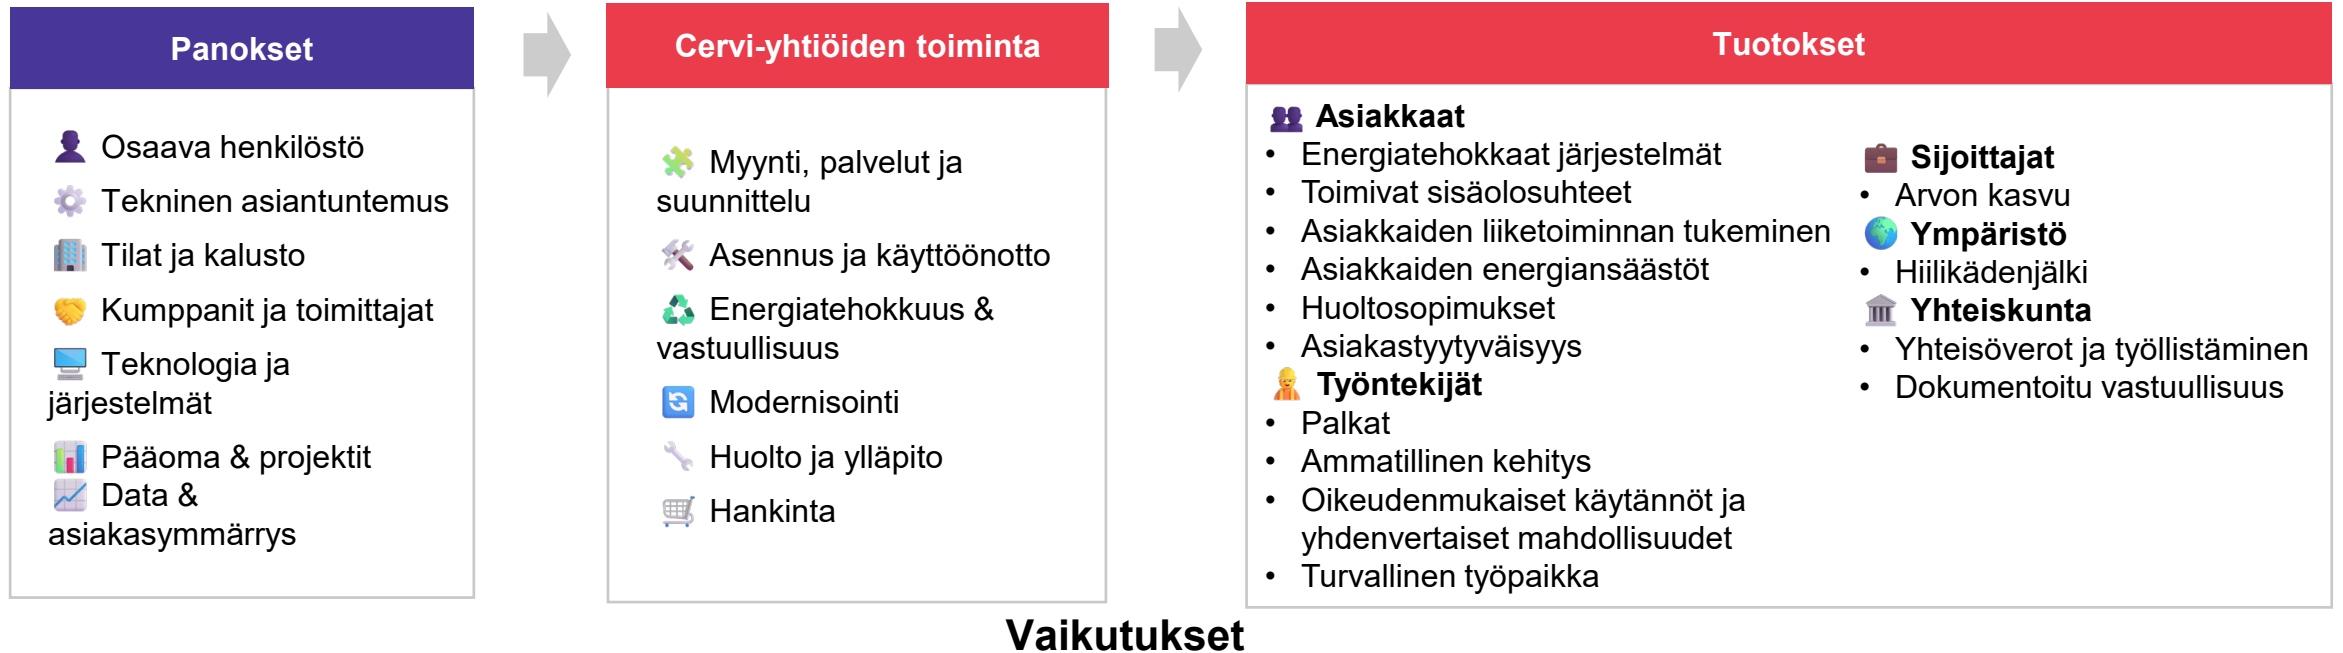 Panokset
Osaava henkilöstö
Tekninen asiantuntemus
Tilat ja kalusto
Kumppanit ja toimittajat
Teknologia ja
järjestelmät
Pääoma & projektit
Data &
asiakasymmärrys
Cervi-yhtiöiden toiminta
Myynti, palvelut ja
suunnittelu
Asennus ja käyttöönotto
Energiatehokkuus &
vastuullisuus
Modernisointi
Huolto ja ylläpito
Hankinta
Tuotokset
Asiakkaat
• Energiatehokkaat järjestelmät
• Toimivat sisäolosuhteet
• Asiakkaiden liiketoiminnan tukeminen
• Asiakkaiden energiansäästöt
• Huoltosopimukset
• Asiakastyytyväisyys
Työntekijät
• Palkat
• Ammatillinen kehitys
• Oikeudenmukaiset käytännöt ja
yhdenvertaiset mahdollisuudet
• Turvallinen työpaikka
Sijoittajat
• Arvon kasvu
Ympäristö
• Hiilikädenjälki
Yhteiskunta
• Yhteisöverot ja työllistäminen
• Dokumentoitu vastuullisuus
Vaikutukset